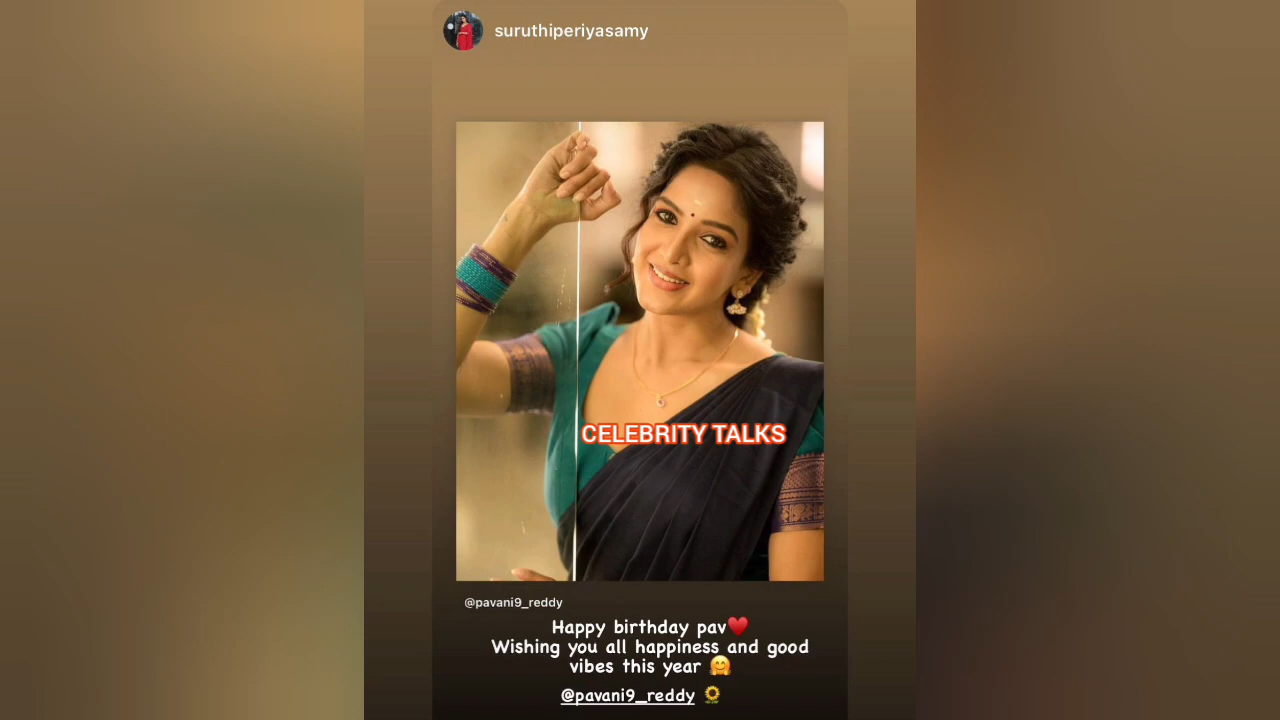 suruthiperiyasamy
CELEBRITY TALKS
@pavani9_reddy
Happy birthday pav♥️
Wishing you all happiness and good
vibes this year 🤗
@pavani9_reddy 🌻